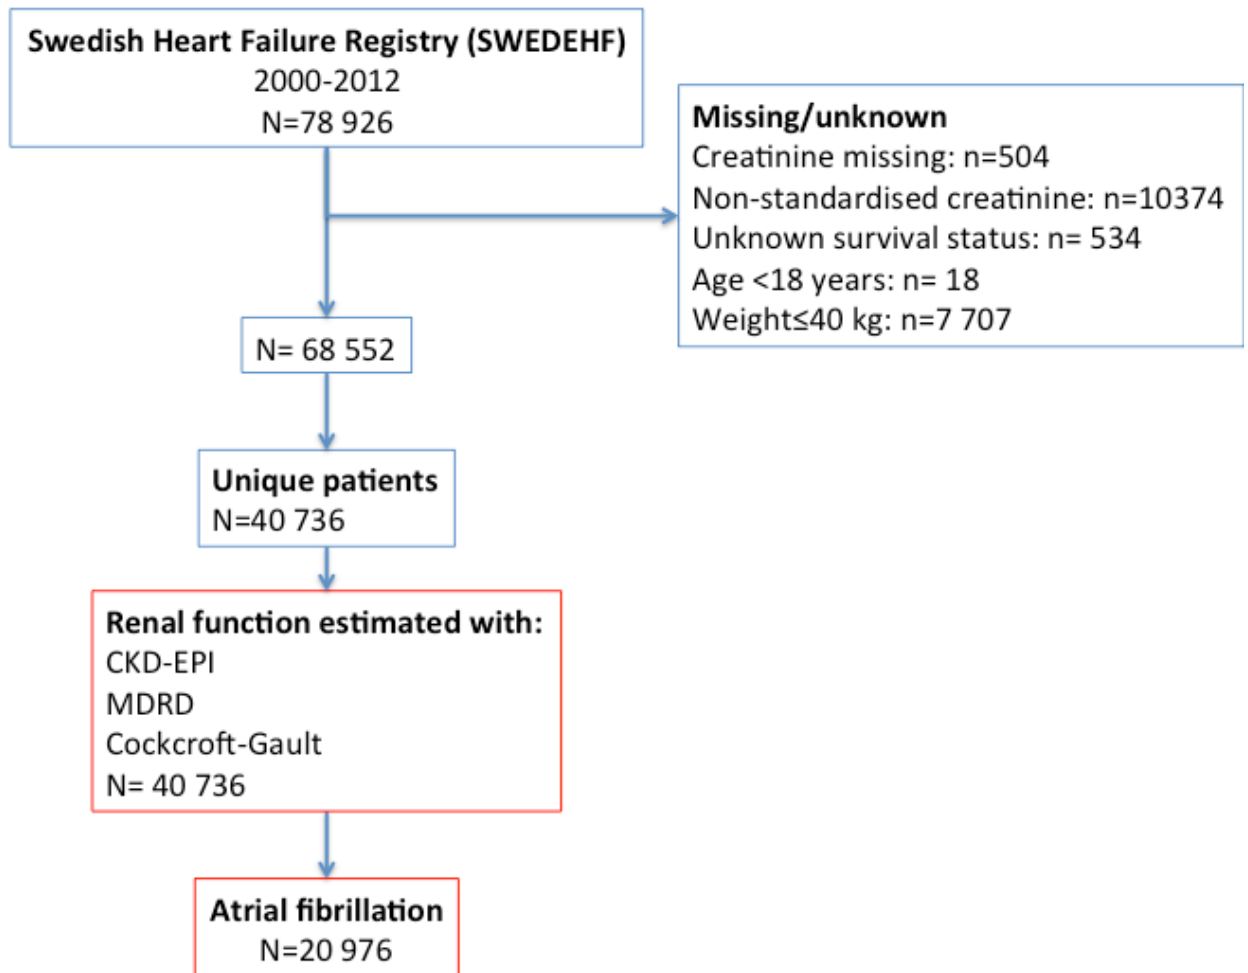 Swedish Heart Failure Registry (SWEDEHF)
2000-2012
N=78 926
Missing/unknown
Creatinine missing: n=504
Non-standardised creatinine: n=10374
Unknown survival status: n= 534
Age <18 years: n= 18
Weight≤40 kg: n=7 707
N= 68 552
Unique patients
N=40 736
Renal function estimated with:
CKD-EPI
MDRD
Cockcroft-Gault
N= 40 736
Atrial fibrillation
N=20 976